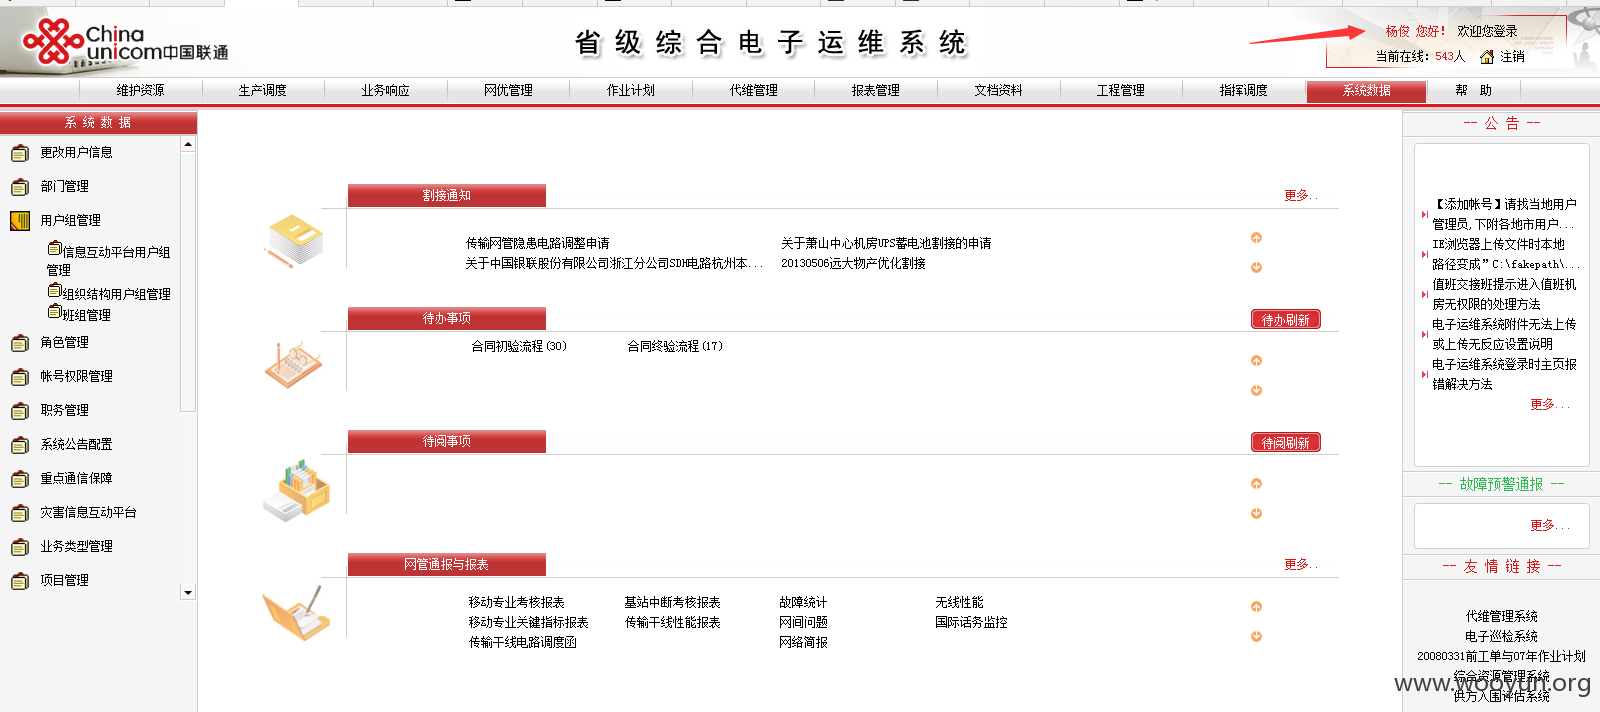 China
unicom中国联通
省级综合电子运维系统
杨俊 您好! 欢迎您登录
当前在线: 543人 注销
维护资源 生产调度 业务响应 网优管理 作业计划 代维管理 报表管理 文档资料 工程管理 指挥调度 系统数据 帮 助
系 统 数 据
更改用户信息
部门管理
用户组管理
信息互动平台用户组
管理
组织结构用户组管理
班组管理
角色管理
帐号权限管理
职务管理
系统公告配置
重点通信保障
灾害信息互动平台
业务类型管理
项目管理
割接通知
更多..
传输网管隐患电路调整申请
关于萧山中心机房UPS蓄电池割接的申请
关于中国银联股份有限公司浙江分公司SDH电路杭州本...
20130506远大物产优化割接
待办事项
待办刷新
合同初验流程(30)
合同终验流程(17)
待阅事项
待阅刷新
网管通报与报表
更多..
移动专业考核报表
基站中断考核报表
故障统计
无线性能
移动专业关键指标报表
传输干线性能报表
网间问题
国际话务监控
传输干线电路调度函
网络简报
-- 公 告 --
【添加帐号】请找当地用户
管理员,下附各地市用户...
IE浏览器上传文件时本地
路径变成"C:\fakepath\...
值班交接班提示进入值班机
房无权限的处理方法
电子运维系统附件无法上传
或上传无反应设置说明
电子运维系统登录时主页报
错解决方法
更多...
-- 故障预警通报 --
更多...
-- 友 情 链 接 --
代维管理系统
电子巡检系统
20080331前工单与07年作业计划
综合资源管理系统
供方入围评估系统
www.wooyun.org